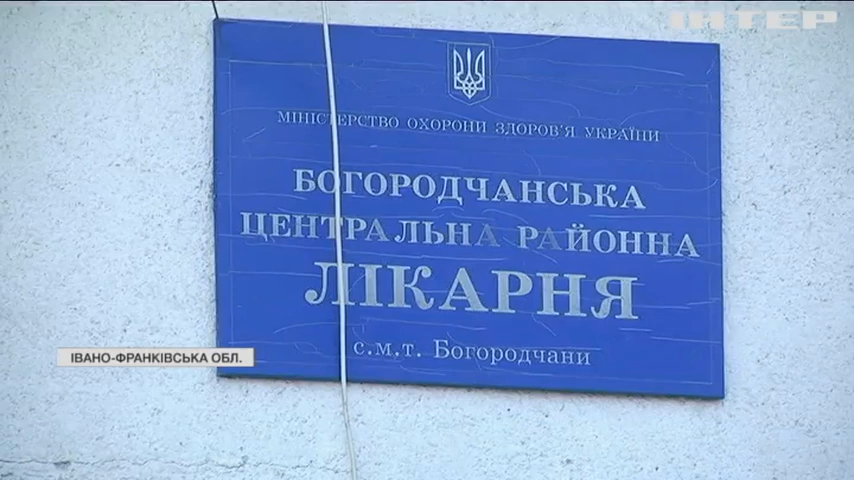 ІНТЕР
МІНІСТЕРСТВО ОХОРОНИ ЗДОРОВ'Я УКРАЇНИ
БОГОРОДЧАНСЬКА
ЦЕНТРАЛЬНА РАЙОННА
ЛІКАРНЯ
с.м.т. Богородчани
ІВАНО-ФРАНКІВСЬКА ОБЛ.